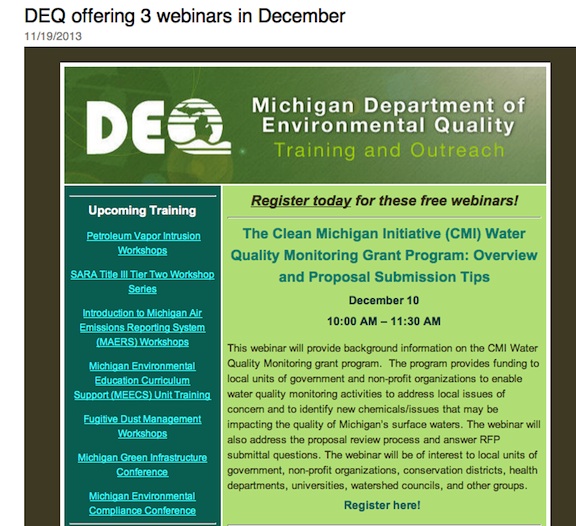 DEQ offering 3 webinars in December
11/19/2013
DEQ
Michigan Department of
Environmental Quality
Training and Outreach
Upcoming Training
Petroleum Vapor Intrusion
Workshops
SARA Title III Tier Two Workshop
Series
Introduction to Michigan Air
Emissions Reporting System
(MAERS) Workshops
Michigan Environmental
Education Curriculum
Support (MEECS) Unit Training
Fugitive Dust Management
Workshops
Michigan Green Infrastructure
Conference
Michigan Environmental
Compliance Conference
Register today for these free webinars!
The Clean Michigan Initiative (CMI) Water
Quality Monitoring Grant Program: Overview
and Proposal Submission Tips
December 10
10:00 AM – 11:30 AM
This webinar will provide background information on the CMI Water
Quality Monitoring grant program.  The program provides funding to
local units of government and non-profit organizations to enable
water quality monitoring activities to address local issues of
concern and to identify new chemicals/issues that may be
impacting the quality of Michigan's surface waters. The webinar will
also address the proposal review process and answer RFP
submittal questions. The webinar will be of interest to local units of
government, non-profit organizations, conservation districts, health
departments, universities, watershed councils, and other groups.
Register here!